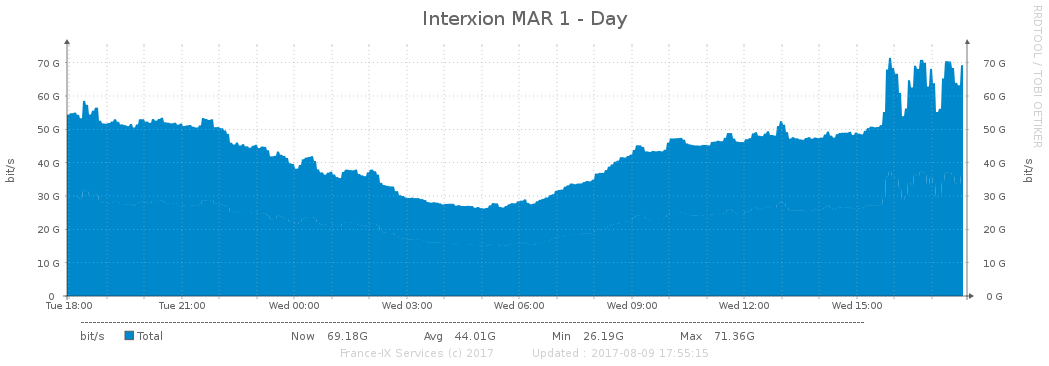 Interxion MAR 1 - Day
RRDTOOL / TOBI OETIKER
bit/s
70 G 70 G
60 G 60 G
50 G 50 G
40 G 40 G
30 G 30 G
20 G 20 G
10 G 10 G
0 0 G
bit/s
Tue 18:00 Tue 21:00 Wed 00:00 Wed 03:00 Wed 06:00 Wed 09:00 Wed 12:00 Wed 15:00
bit/s Total Now 69.18G Avg 44.01G Min 26.19G Max 71.36G
France-IX Services (c) 2017 Updated : 2017-08-09 17:55:15